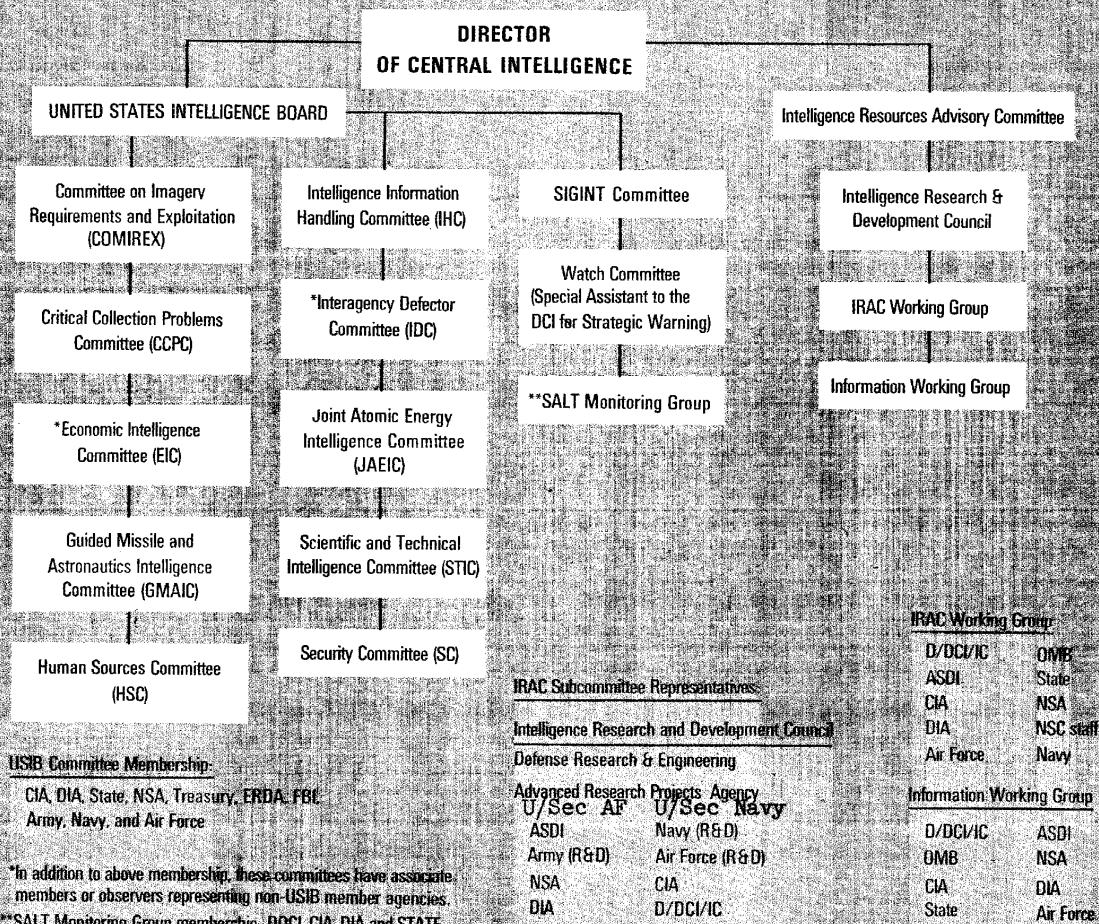 DIRECTOR
OF CENTRAL INTELLIGENCE
UNITED STATES INTELLIGENCE BOARD
Intelligence Resources Advisory Committee
Committee on Imagery
Requirements and Exploitation
(COMIREX)
Critical Collection Problems
Committee (CCPC)
*Economic Intelligence
Committee (EIC)
Guided Missile and
Astronautics Intelligence
Committee (GMAIC)
Human Sources Committee
(HSC)
Intelligence Information
Handling Committee (IHC)
*Interagency Defector
Committee (IDC)
Joint Atomic Energy
Intelligence Committee
(JAEIC)
Scientific and Technical
Intelligence Committee (STIC)
Security Committee (SC)
SIGINT Committee
Watch Committee
(Special Assistant to the
DCI for Strategic Warning)
**SALT Monitoring Group
Intelligence Research &
Development Council
IRAC Working Group
Information Working Group
USIB Committee Membership:
CIA, DIA, State, NSA, Treasury, ERDA, FBI,
Army, Navy, and Air Force
*In addition to above membership, these committees have associate
members or observers representing non-USIB member agencies.
**SALT Monitoring Group membership DDCI, CIA, DIA and STATE
IRAC Subcommittee Representatives:
Intelligence Research and Development Council
Defense Research & Engineering
Advanced Research Projects Agency
U/Sec AF U/Sec Navy
ASDI Navy (R&D)
Army (R&D) Air Force (R&D)
NSA CIA
DIA D/DCI/IC
IRAC Working Group
D/DCI/IC OMB
ASDI State
CIA NSA
DIA NSC staff
Air Force Navy
Information Working Group
D/DCI/IC ASDI
OMB NSA
CIA DIA
State Air Force